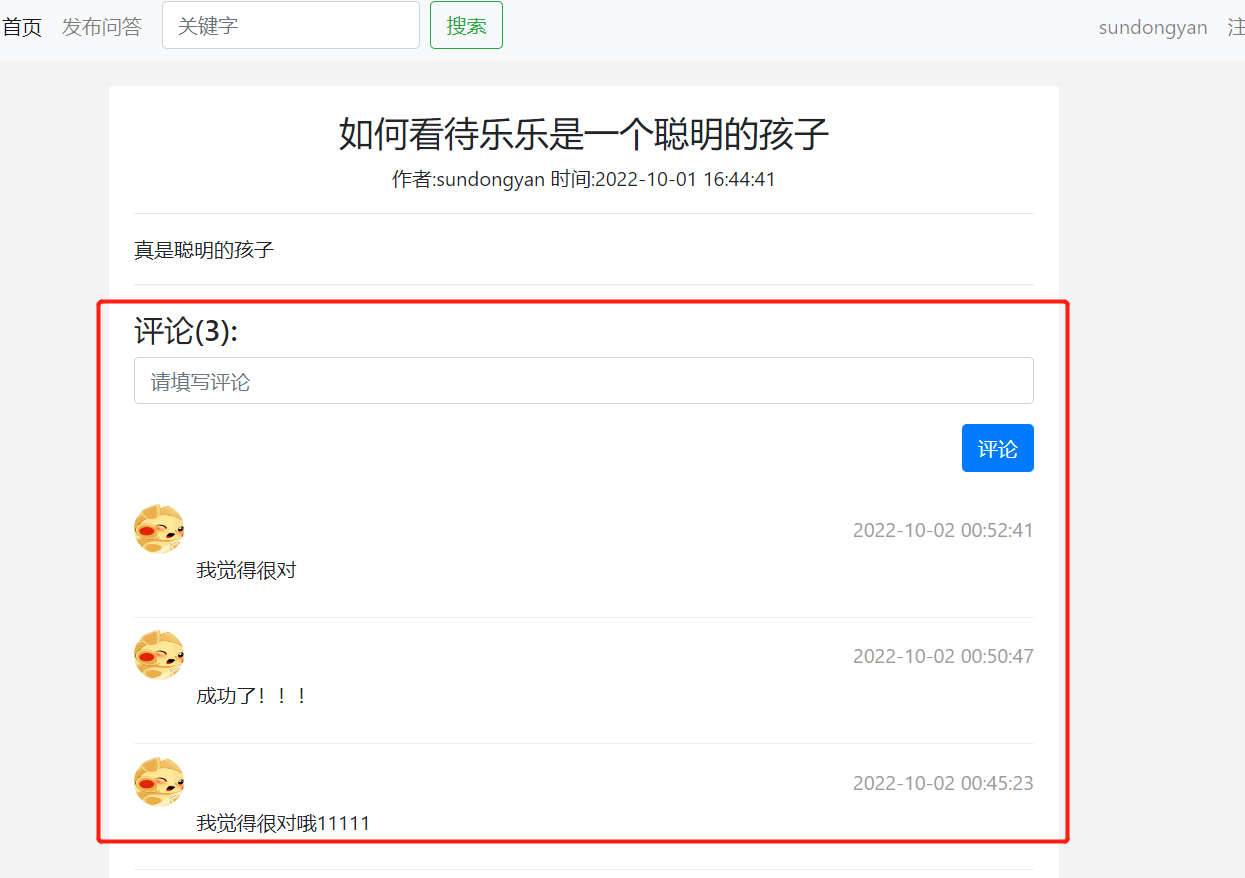 首页 发布问答 关键字 搜索 sundongyan 注
如何看待乐乐是一个聪明的孩子
作者:sundongyan 时间:2022-10-01 16:44:41
真是聪明的孩子
评论(3):
请填写评论
评论
2022-10-02 00:52:41
我觉得很对
2022-10-02 00:50:47
成功了！！！
2022-10-02 00:45:23
我觉得很对哦11111